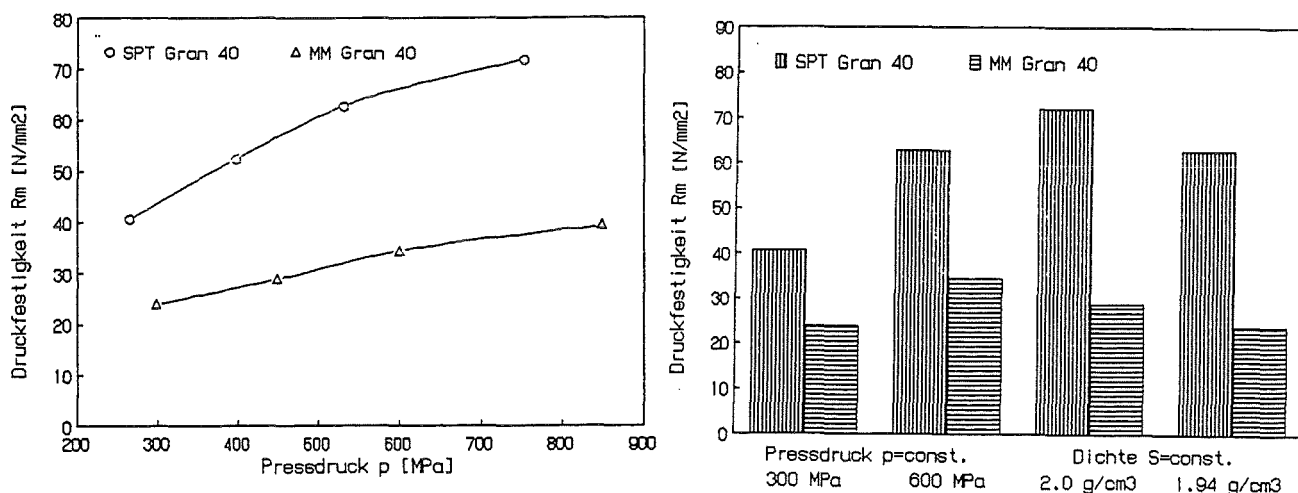 80
70
60
50
40
30
20
10
0
Druckfestigkeit Rm [N/mm2]
SPT Gran 40
MM Gran 40
200 300 400 500 600 700 800 900
Pressdruck p [MPa]
90
80
70
60
50
40
30
20
10
0
Druckfestigkeit Rm [N/mm2]
SPT Gran 40
MM Gran 40
Pressdruck p=const. Dichte S=const.
300 MPa 600 MPa 2.0 g/cm3 1.94 g/cm3